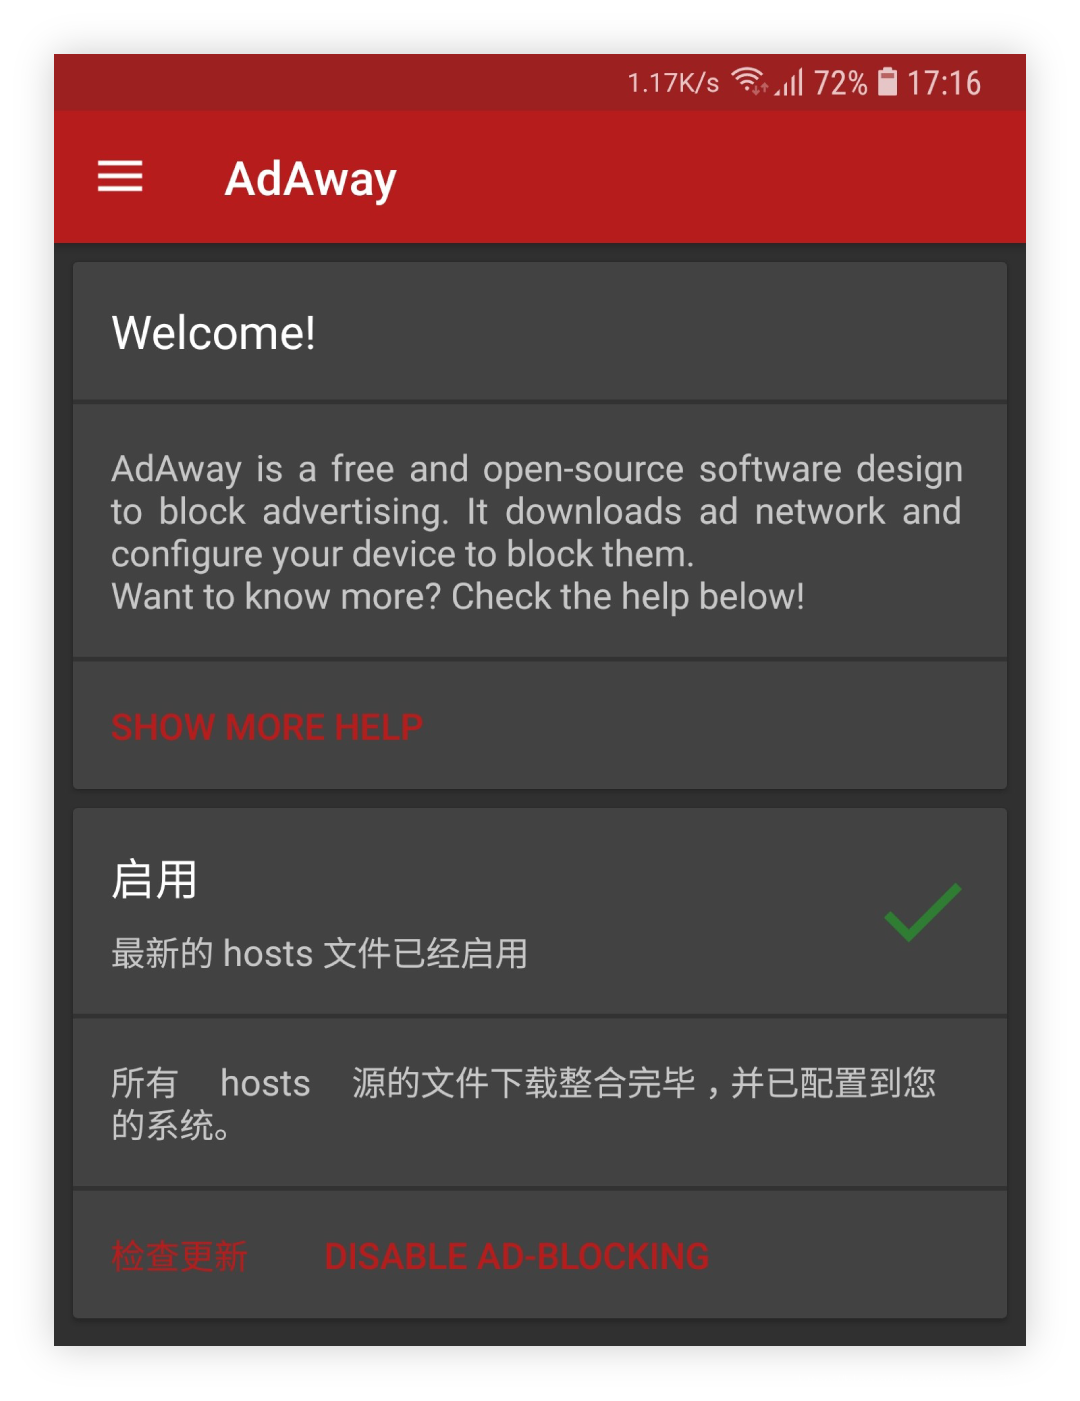 1.17K/s 72% 17:16
AdAway
Welcome!
AdAway is a free and open-source software design
to block advertising. It downloads ad network and
configure your device to block them.
Want to know more? Check the help below!
SHOW MORE HELP
启用
最新的 hosts 文件已经启用
所有 hosts 源的文件下载整合完毕，并已配置到您
的系统。
检查更新 DISABLE AD-BLOCKING